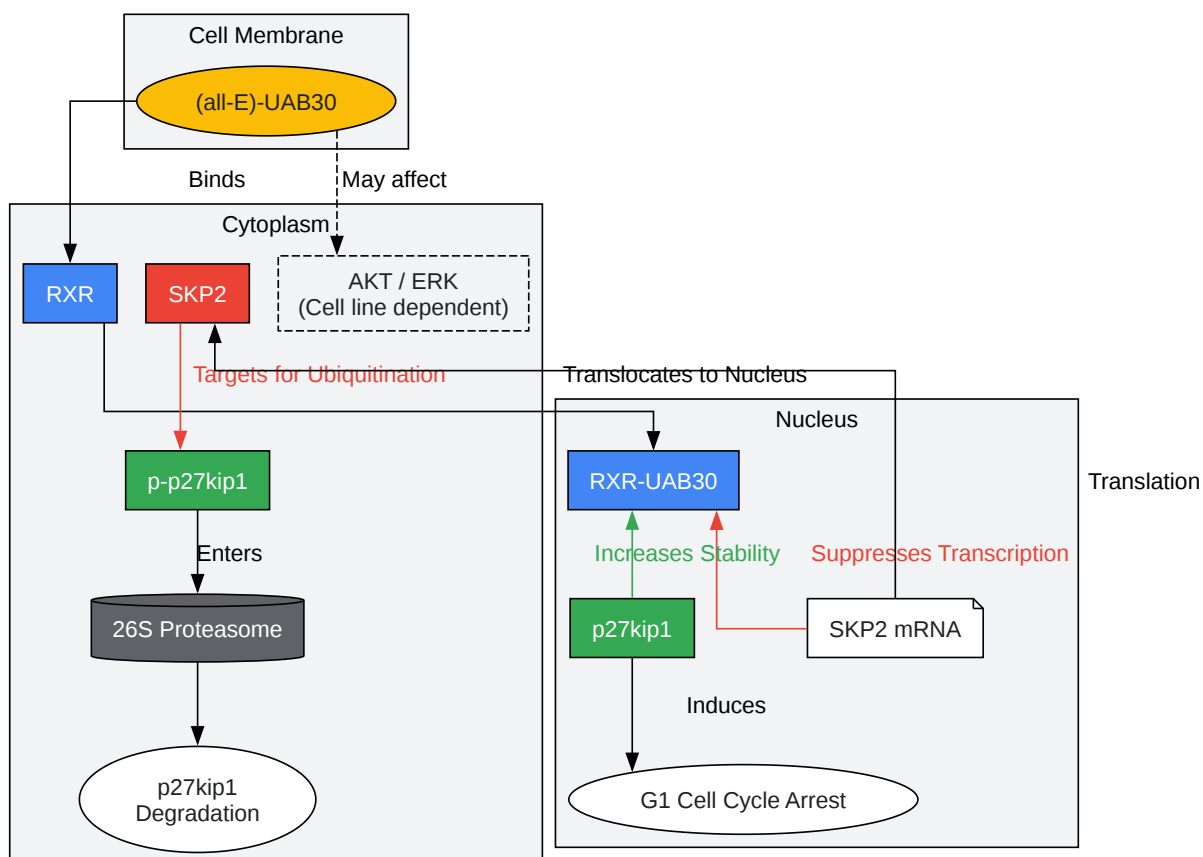 Cell Membrane
(all-E)-UAB30
Binds
May affect
Cytoplasm
RXR
SKP2
AKT / ERK
(Cell line dependent)
Targets for Ubiquitination
Translocates to Nucleus
Nucleus
p-p27kip1
RXR-UAB30
Translation
Enters
Increases Stability
Suppresses Transcription
26S Proteasome
p27kip1
SKP2 mRNA
Induces
p27kip1
Degradation
G1 Cell Cycle Arrest